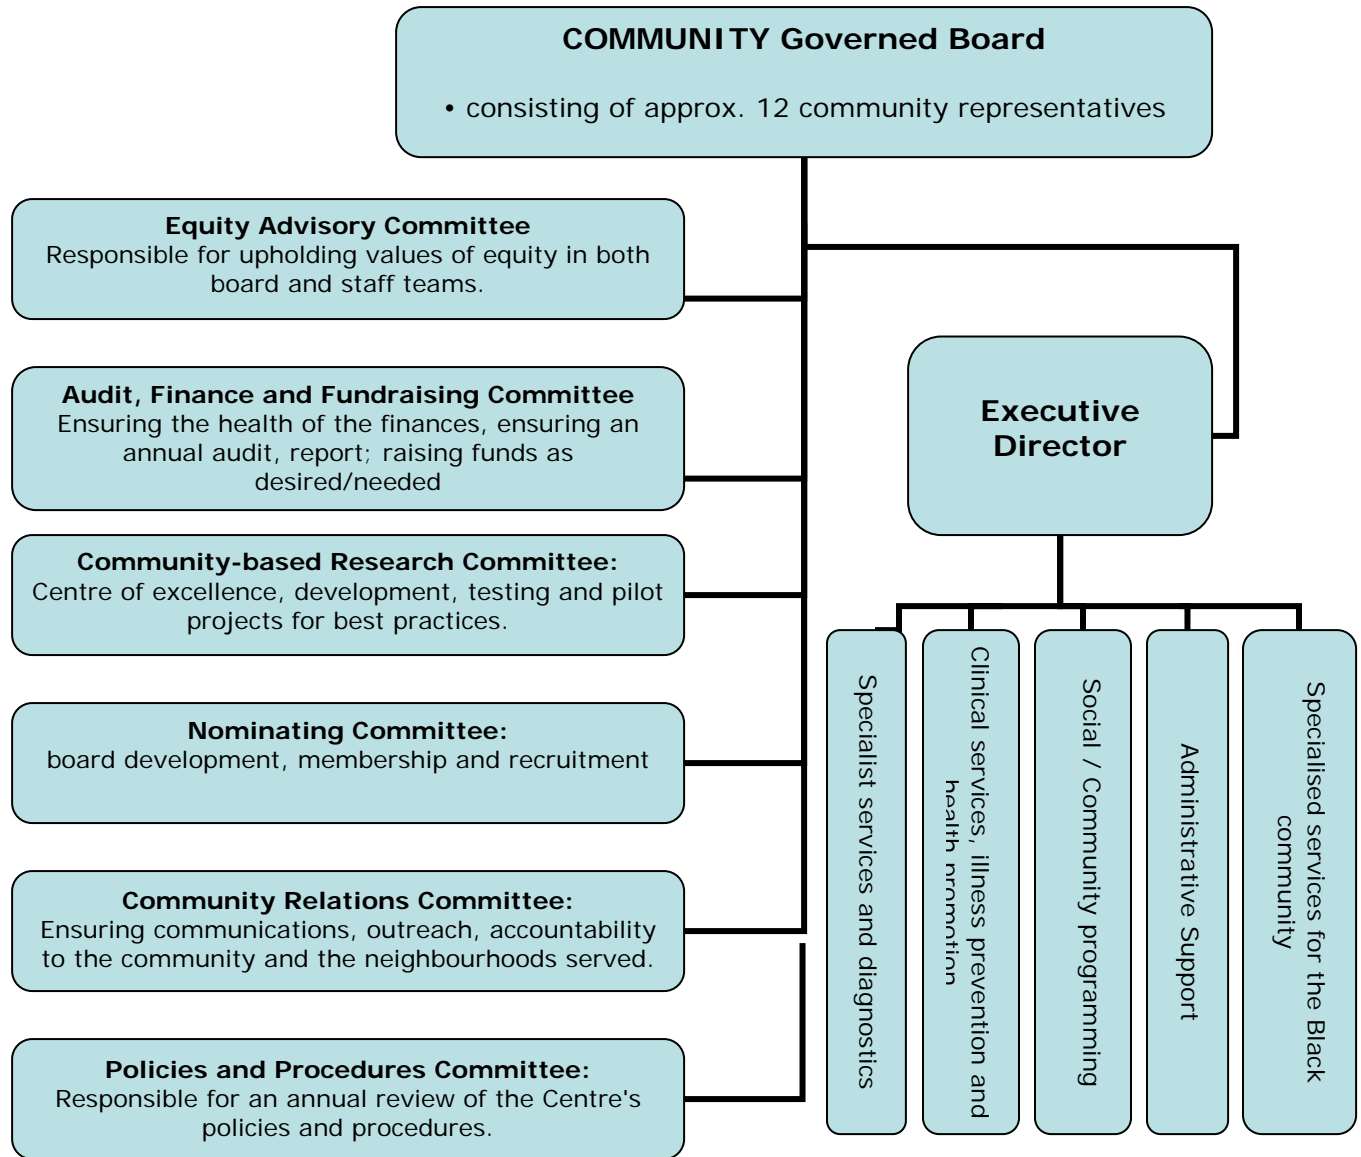 COMMUNITY Governed Board
• consisting of approx. 12 community representatives
Equity Advisory Committee
Responsible for upholding values of equity in both
board and staff teams.
Audit, Finance and Fundraising Committee
Ensuring the health of the finances, ensuring an
annual audit, report; raising funds as
desired/needed
Community-based Research Committee:
Centre of excellence, development, testing and pilot
projects for best practices.
Nominating Committee:
board development, membership and recruitment
Community Relations Committee:
Ensuring communications, outreach, accountability
to the community and the neighbourhoods served.
Policies and Procedures Committee:
Responsible for an annual review of the Centre's
policies and procedures.
Executive
Director
Specialist services and diagnostics
Clinical services, illness prevention and
health promotion
Social / Community programming
Administrative Support
Specialised services for the Black
community